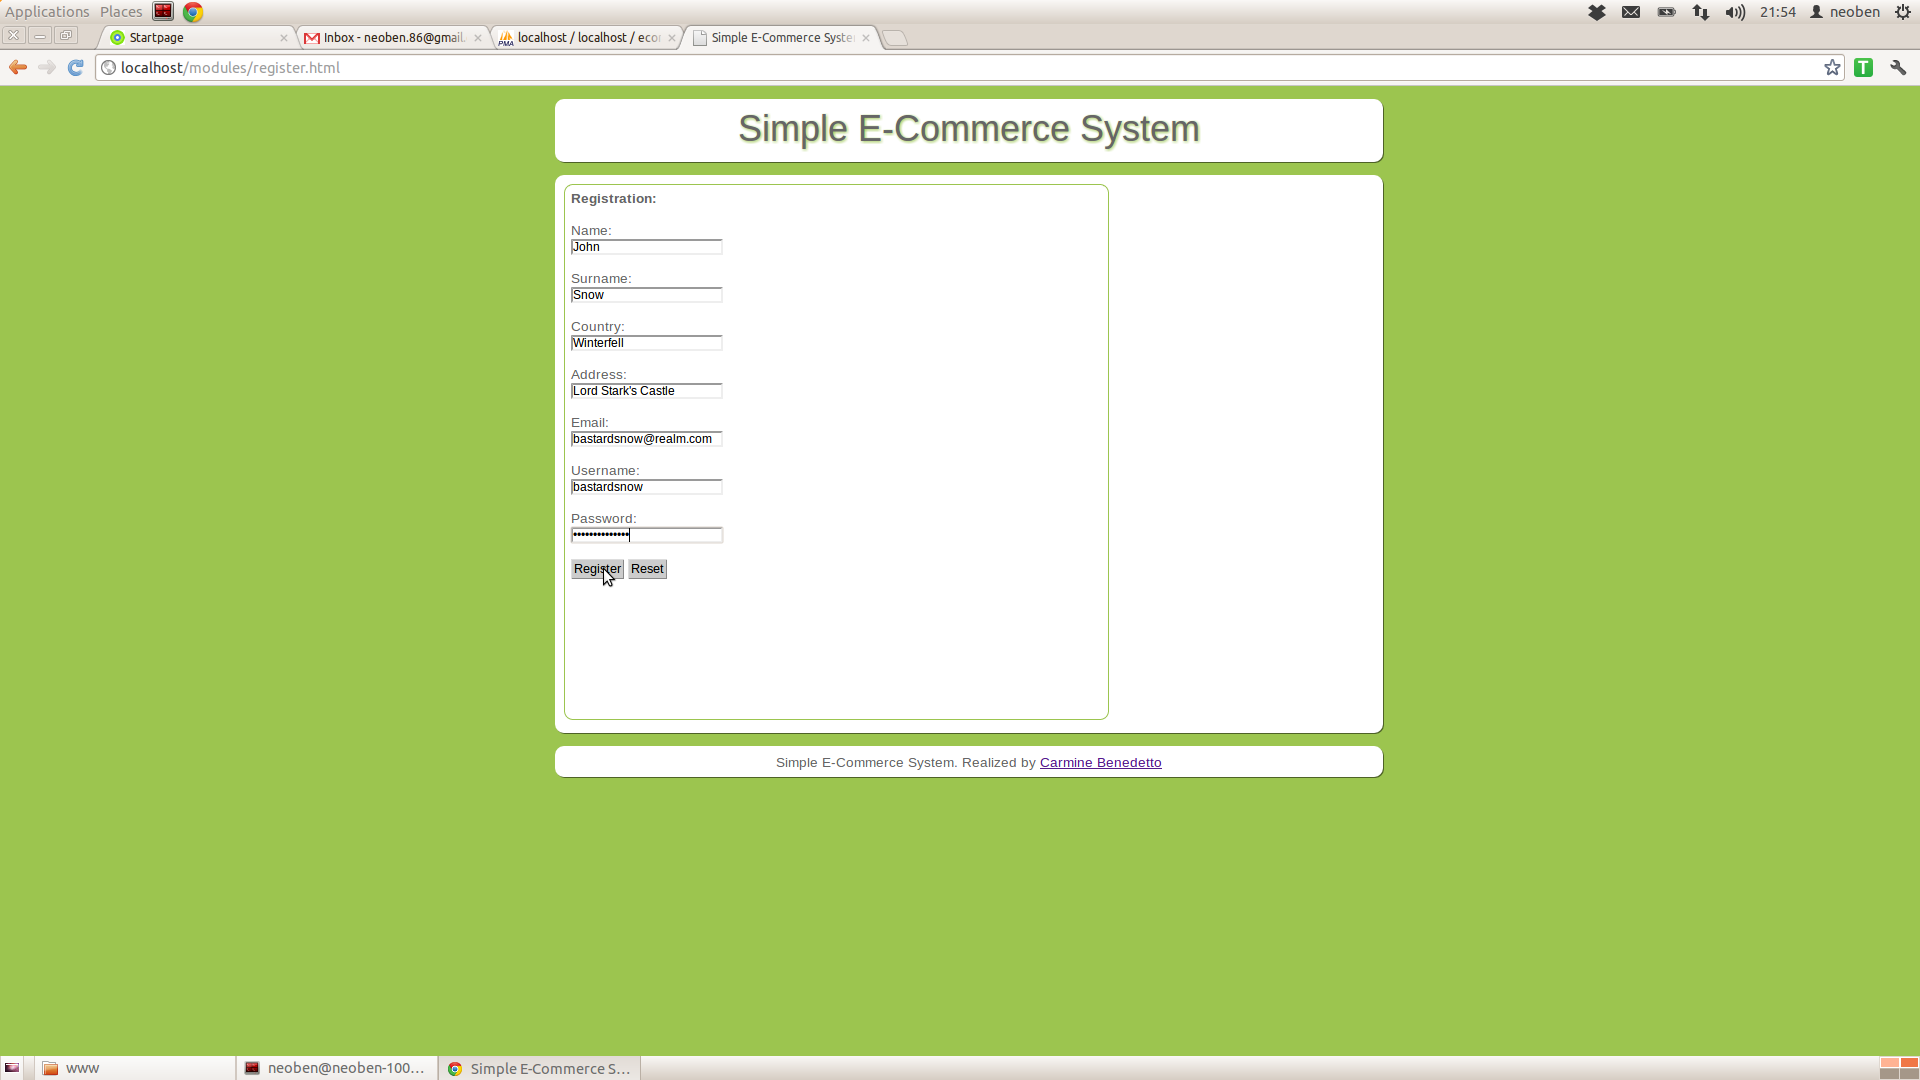 Applications Places 21:54 neoben
Startpage Inbox - neoben.86@gmail. localhost / localhost / eco Simple E-Commerce Syste
localhost/modules/register.html
Simple E-Commerce System
Registration:
Name:
John
Surname:
Snow
Country:
Winterfell
Address:
Lord Stark's Castle
Email:
bastardsnow@realm.com
Username:
bastardsnow
Password:
••••••••••••••
Register Reset
Simple E-Commerce System. Realized by Carmine Benedetto
www neoben@neoben-100... Simple E-Commerce S...